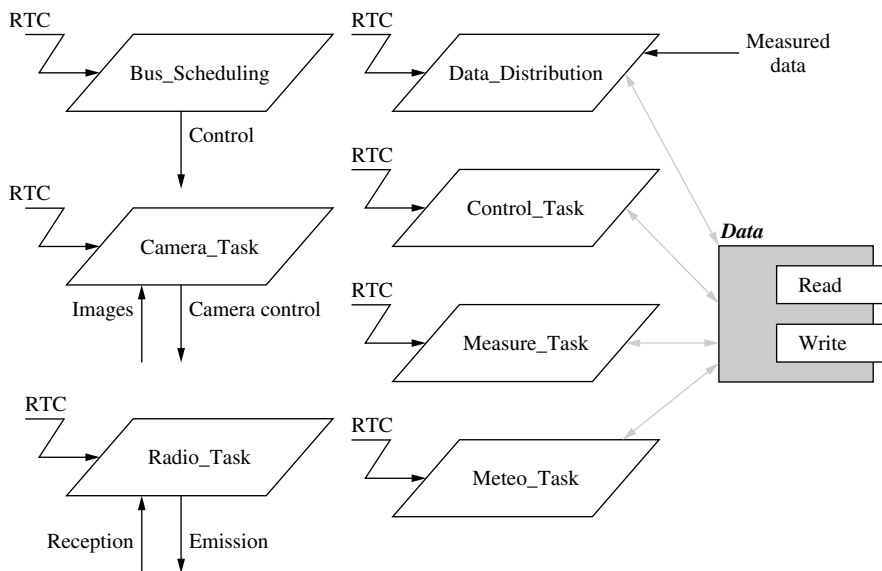 RTC
Bus_Scheduling
Control
RTC
Camera_Task
Images
Camera control
RTC
Radio_Task
Reception
Emission
RTC
Data_Distribution
Measured
data
RTC
Control_Task
RTC
Measure_Task
RTC
Meteo_Task
Data
Read
Write